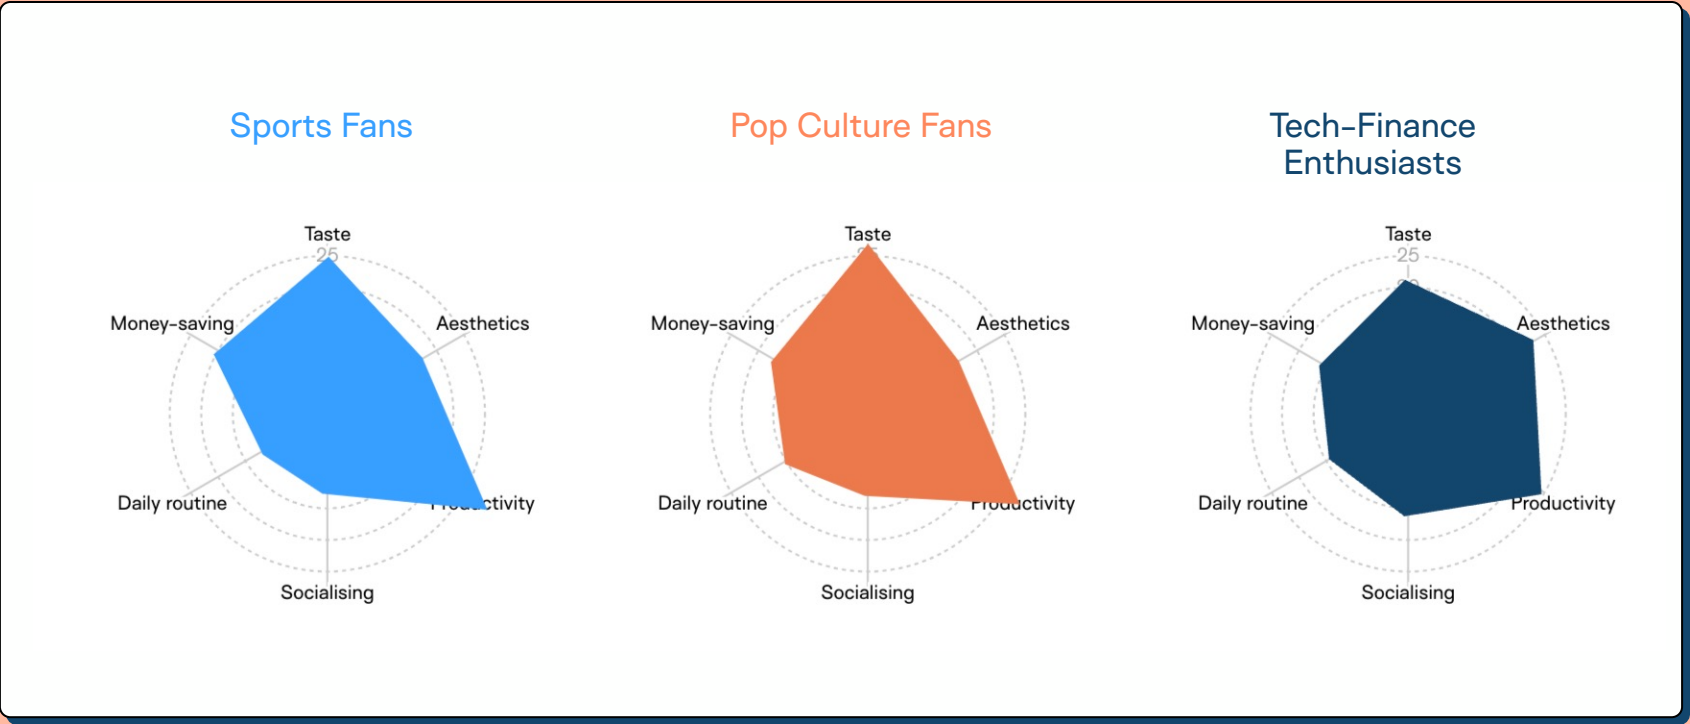 Sports Fans
Taste
25
Money-saving
Aesthetics
Daily routine
Socialising
Pop Culture Fans
Taste
Money-saving
Aesthetics
Daily routine
Productivity
Socialising
Tech-Finance
Enthusiasts
Taste
25
Money-saving
Aesthetics
Daily routine
Productivity
Socialising